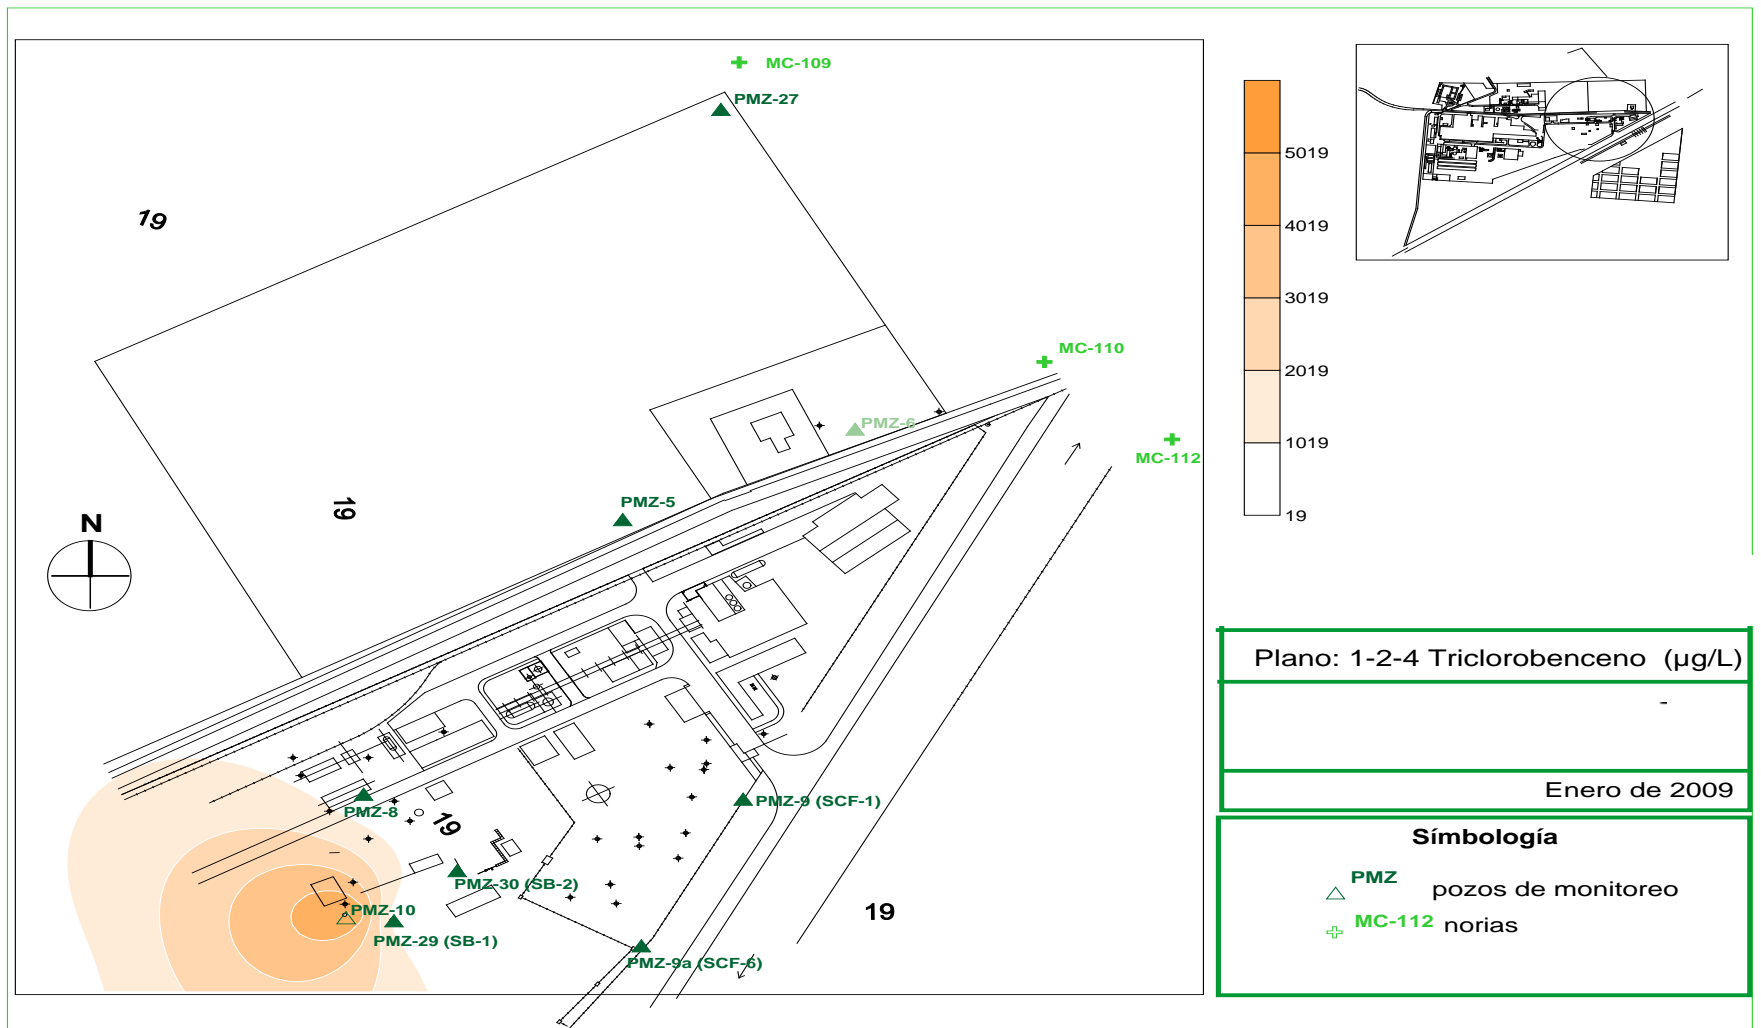 MC-109
PMZ-27
19
MC-110
PMZ-6
MC-112
PMZ-5
19
N
PMZ-8
19
PMZ-9 (SCF-1)
PMZ-30 (SB-2)
PMZ-10
PMZ-29 (SB-1)
19
PMZ-9a (SCF-6)
5019
4019
3019
2019
1019
19
Plano: 1-2-4 Triclorobenceno (µg/L)
-
Enero de 2009
Símbología
PMZ pozos de monitoreo
MC-112 norias